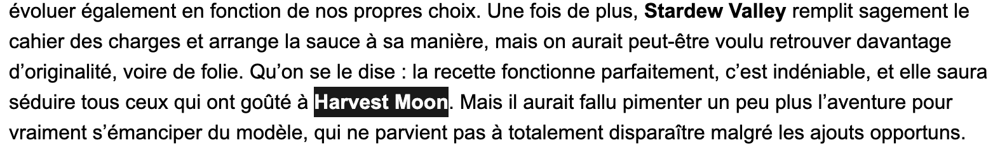 évoluer également en fonction de nos propres choix. Une fois de plus, Stardew Valley remplit sagement le
cahier des charges et arrange la sauce à sa manière, mais on aurait peut-être voulu retrouver davantage
d’originalité, voire de folie. Qu’on se le dise : la recette fonctionne parfaitement, c’est indéniable, et elle saura
séduire tous ceux qui ont goûté à Harvest Moon. Mais il aurait fallu pimenter un peu plus l’aventure pour
vraiment s’émanciper du modèle, qui ne parvient pas à totalement disparaître malgré les ajouts opportuns.